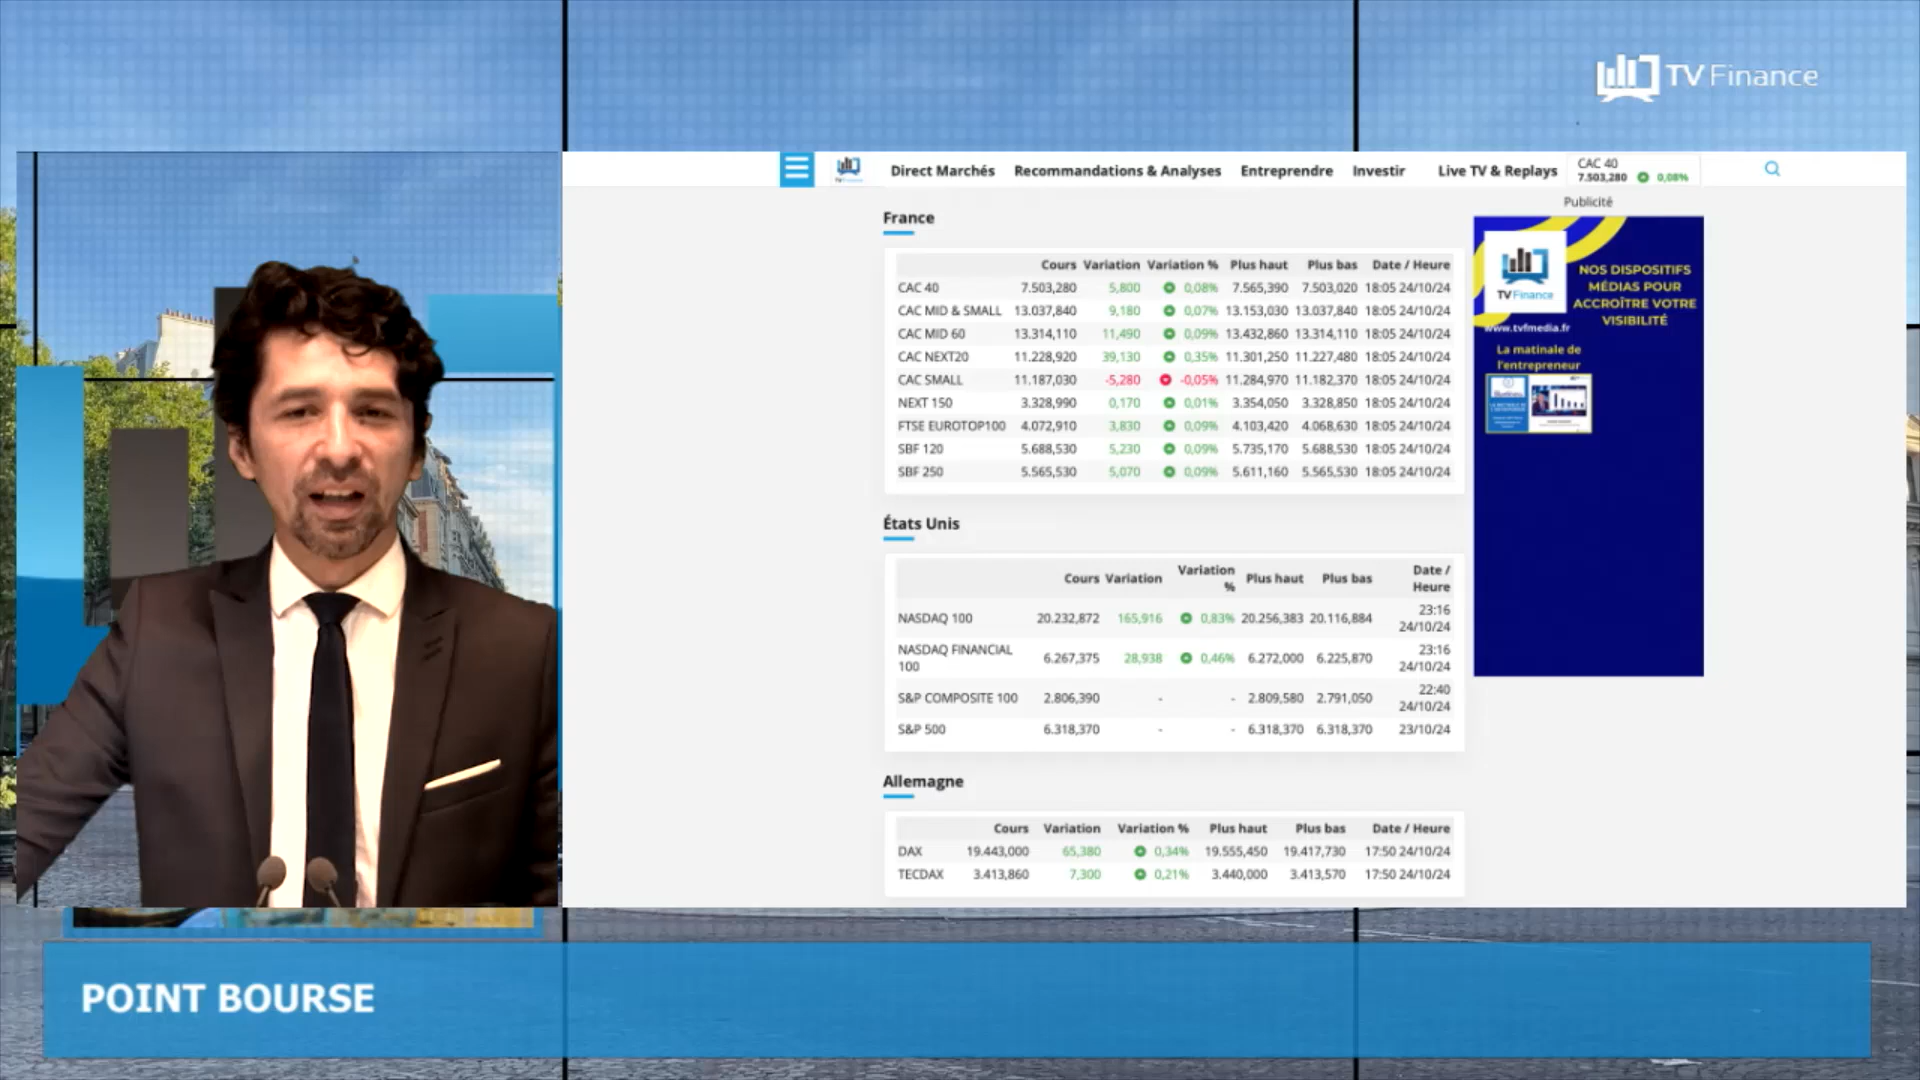 TV Finance
Direct Marchés Recommandations & Analyses Entreprendre Investir Live TV & Replays
CAC 40
7.503,280 0,08%
Publicité
France
Cours Variation Variation % Plus haut Plus bas Date / Heure
CAC 40 7.503,280 5,800 0,08% 7.565,390 7.503,020 18:05 24/10/24
CAC MID & SMALL 13.037,840 9,180 0,07% 13.153,030 13.037,840 18:05 24/10/24
CAC MID 60 13.314,110 11,490 0,09% 13.432,860 13.314,110 18:05 24/10/24
CAC NEXT20 11.228,920 39,130 0,35% 11.301,250 11.227,480 18:05 24/10/24
CAC SMALL 11.187,030 -5,280 -0,05% 11.284,970 11.182,370 18:05 24/10/24
NEXT 150 3.328,990 0,170 0,01% 3.354,050 3.328,850 18:05 24/10/24
FTSE EUROTOP100 4.072,910 3,830 0,09% 4.103,420 4.068,630 18:05 24/10/24
SBF 120 5.688,530 5,230 0,09% 5.735,170 5.688,530 18:05 24/10/24
SBF 250 5.565,530 5,070 0,09% 5.611,160 5.565,530 18:05 24/10/24
États Unis
Cours Variation Variation % Plus haut Plus bas Date / Heure
NASDAQ 100 20.232,872 165,916 0,83% 20.256,383 20.116,884 23:16 24/10/24
NASDAQ FINANCIAL 100 6.267,375 28,938 0,46% 6.272,000 6.225,870 23:16 24/10/24
S&P COMPOSITE 100 2.806,390 - - 2.809,580 2.791,050 22:40 24/10/24
S&P 500 6.318,370 - - 6.318,370 6.318,370 23/10/24
Allemagne
Cours Variation Variation % Plus haut Plus bas Date / Heure
DAX 19.443,000 65,380 0,34% 19.555,450 19.417,730 17:50 24/10/24
TECDAX 3.413,860 7,300 0,21% 3.440,000 3.413,570 17:50 24/10/24
TV Finance
NOS DISPOSITIFS
MÉDIAS POUR
ACCROÎTRE VOTRE
VISIBILITÉ
www.tvfmedia.fr
La matinale de
l'entrepreneur
POINT BOURSE